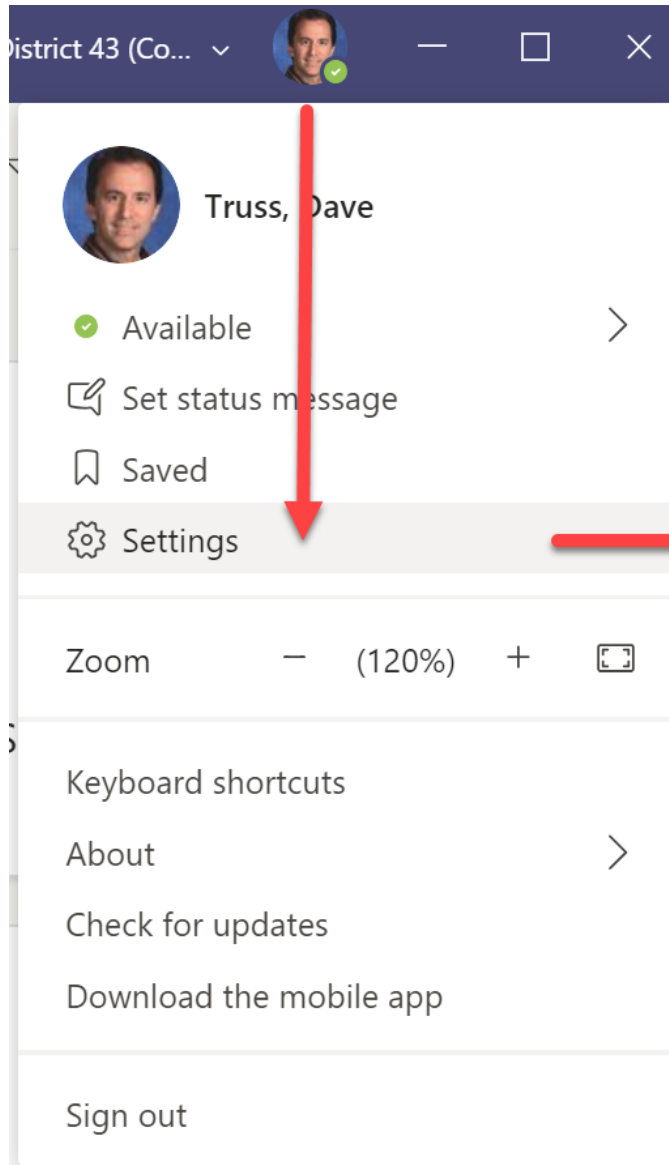 District 43 (Co...
Truss, Dave
Available
Set status message
Saved
Settings
Zoom
(120%)
Keyboard shortcuts
About
Check for updates
Download the mobile app
Sign out